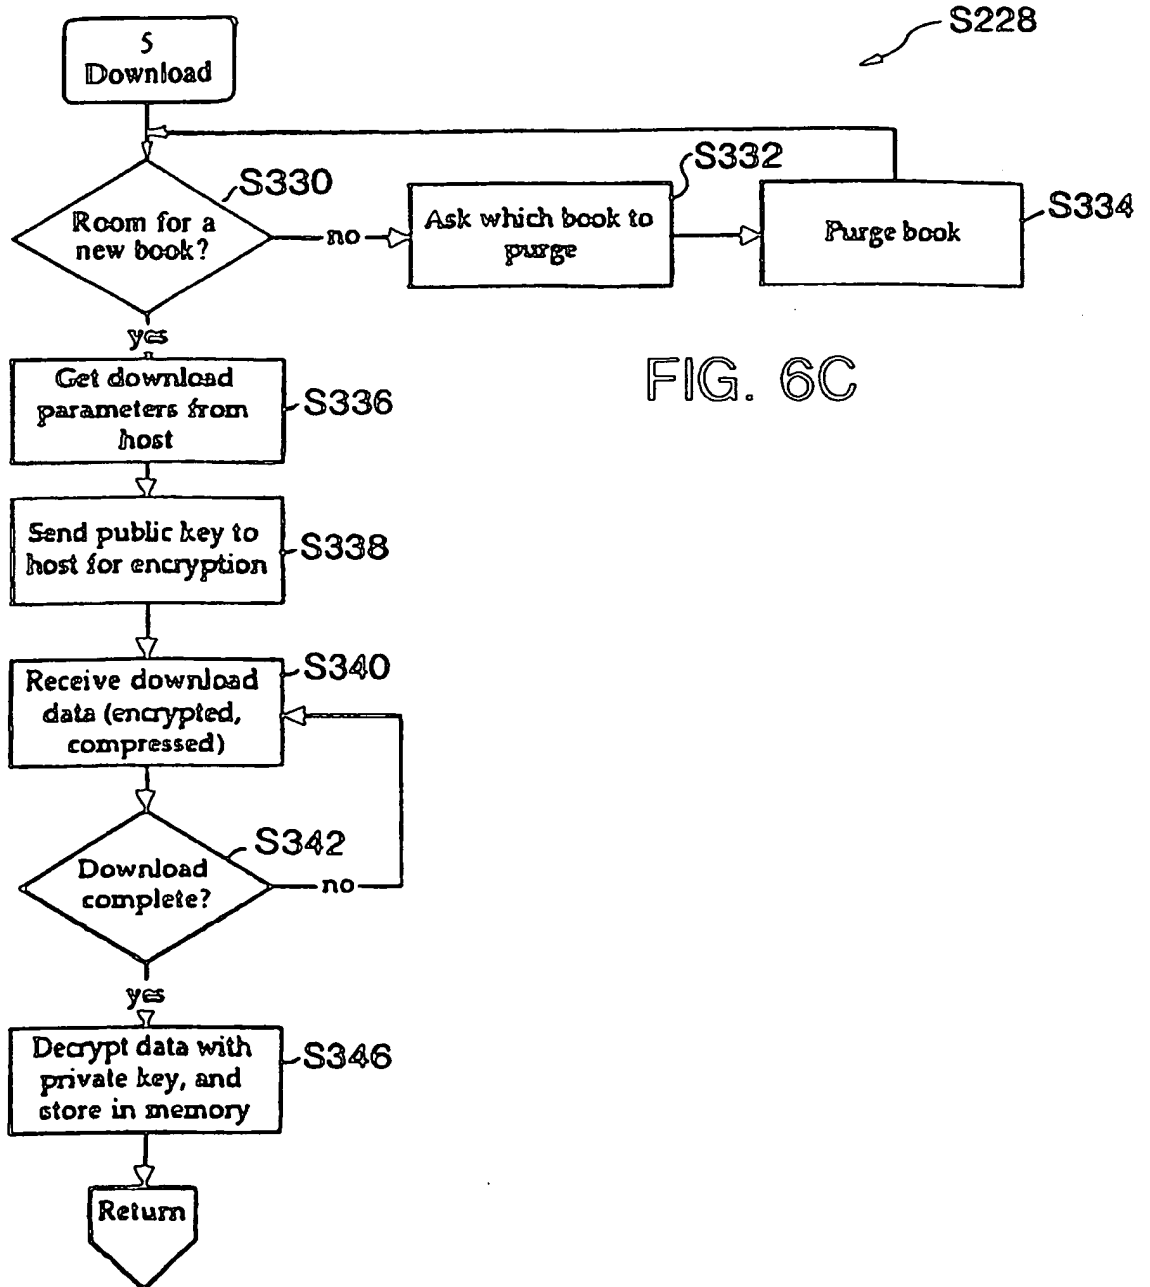 S228
5
Download
S330
Room for a
new book?
no
S332
Ask which book to
purge
S334
Purge book
yes
FIG. 6C
Get download
parameters from
host
S336
Send public key to
host for encryption
S338
S340
Receive download
data (encrypted,
compressed)
S342
Download
complete?
no
yes
Decrypt data with
private key, and
store in memory
S346
Return